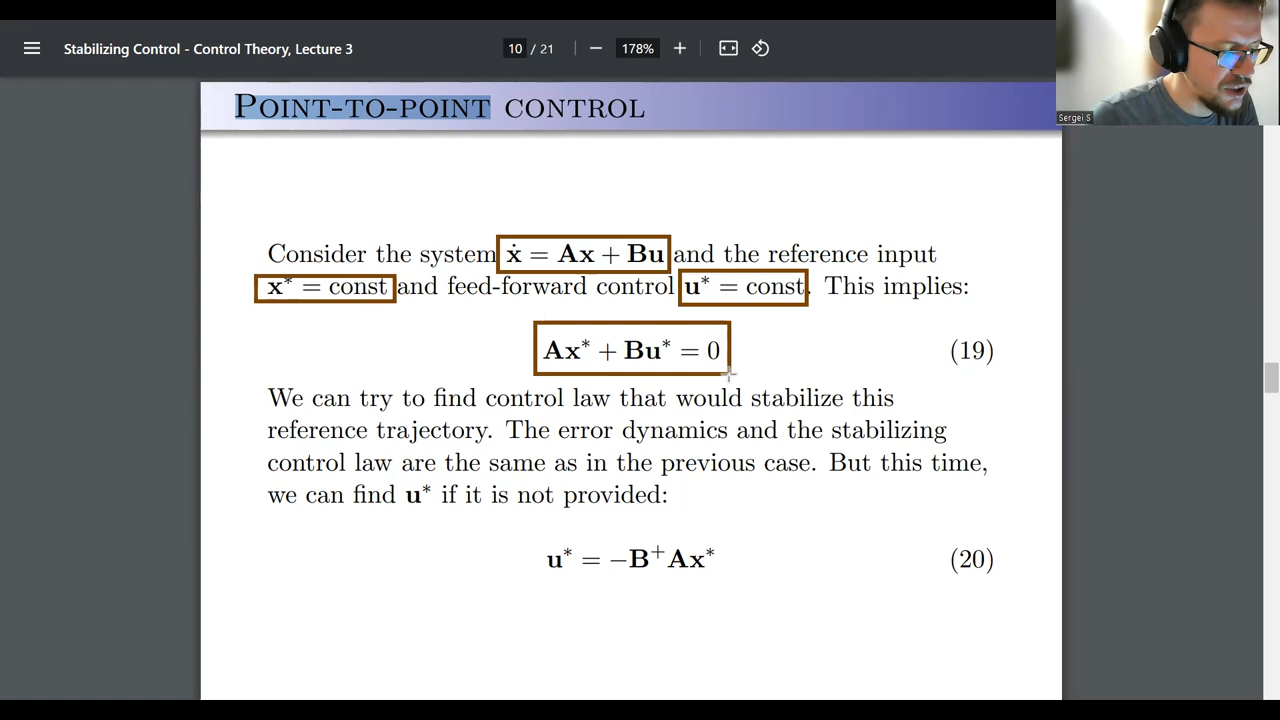 Stabilizing Control - Control Theory, Lecture 3
10 / 21
178%
Sergei S
POINT-TO-POINT CONTROL
Consider the system ẋ = Ax + Bu and the reference input
x* = const and feed-forward control u* = const. This implies:
Ax* + Bu* = 0 (19)
We can try to find control law that would stabilize this
reference trajectory. The error dynamics and the stabilizing
control law are the same as in the previous case. But this time,
we can find u* if it is not provided:
u* = −B⁺Ax* (20)